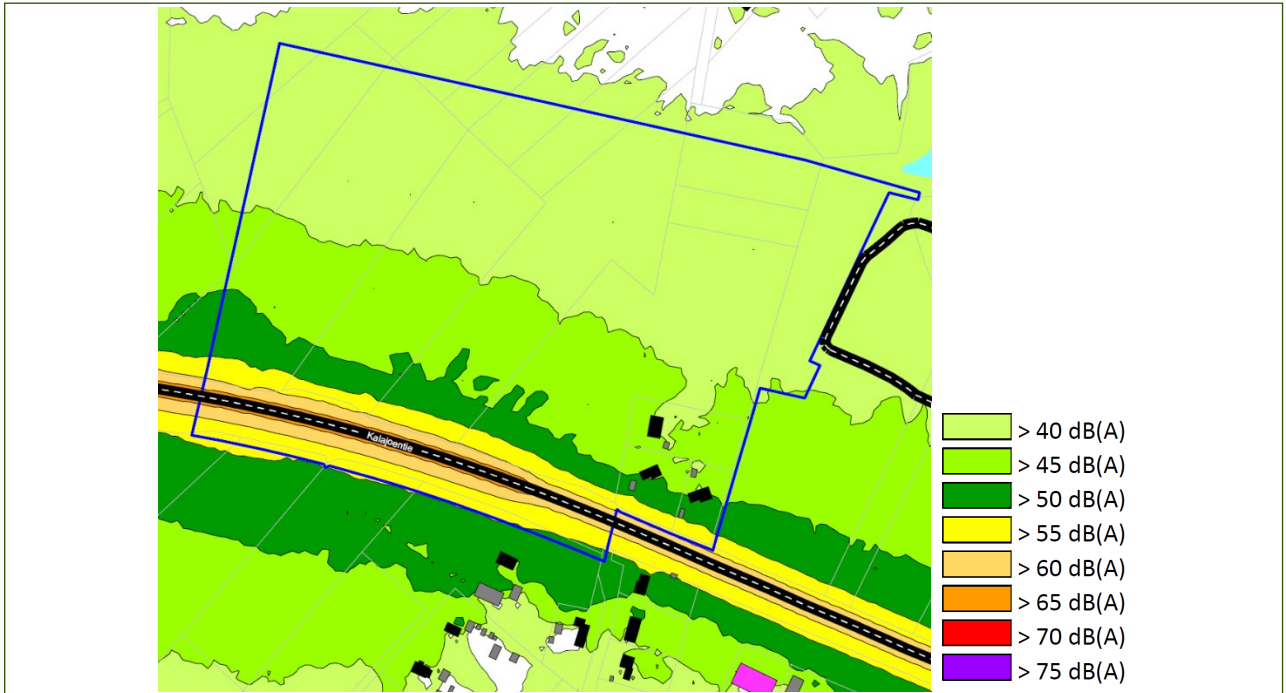 Kalajoentie
> 40 dB(A)
> 45 dB(A)
> 50 dB(A)
> 55 dB(A)
> 60 dB(A)
> 65 dB(A)
> 70 dB(A)
> 75 dB(A)